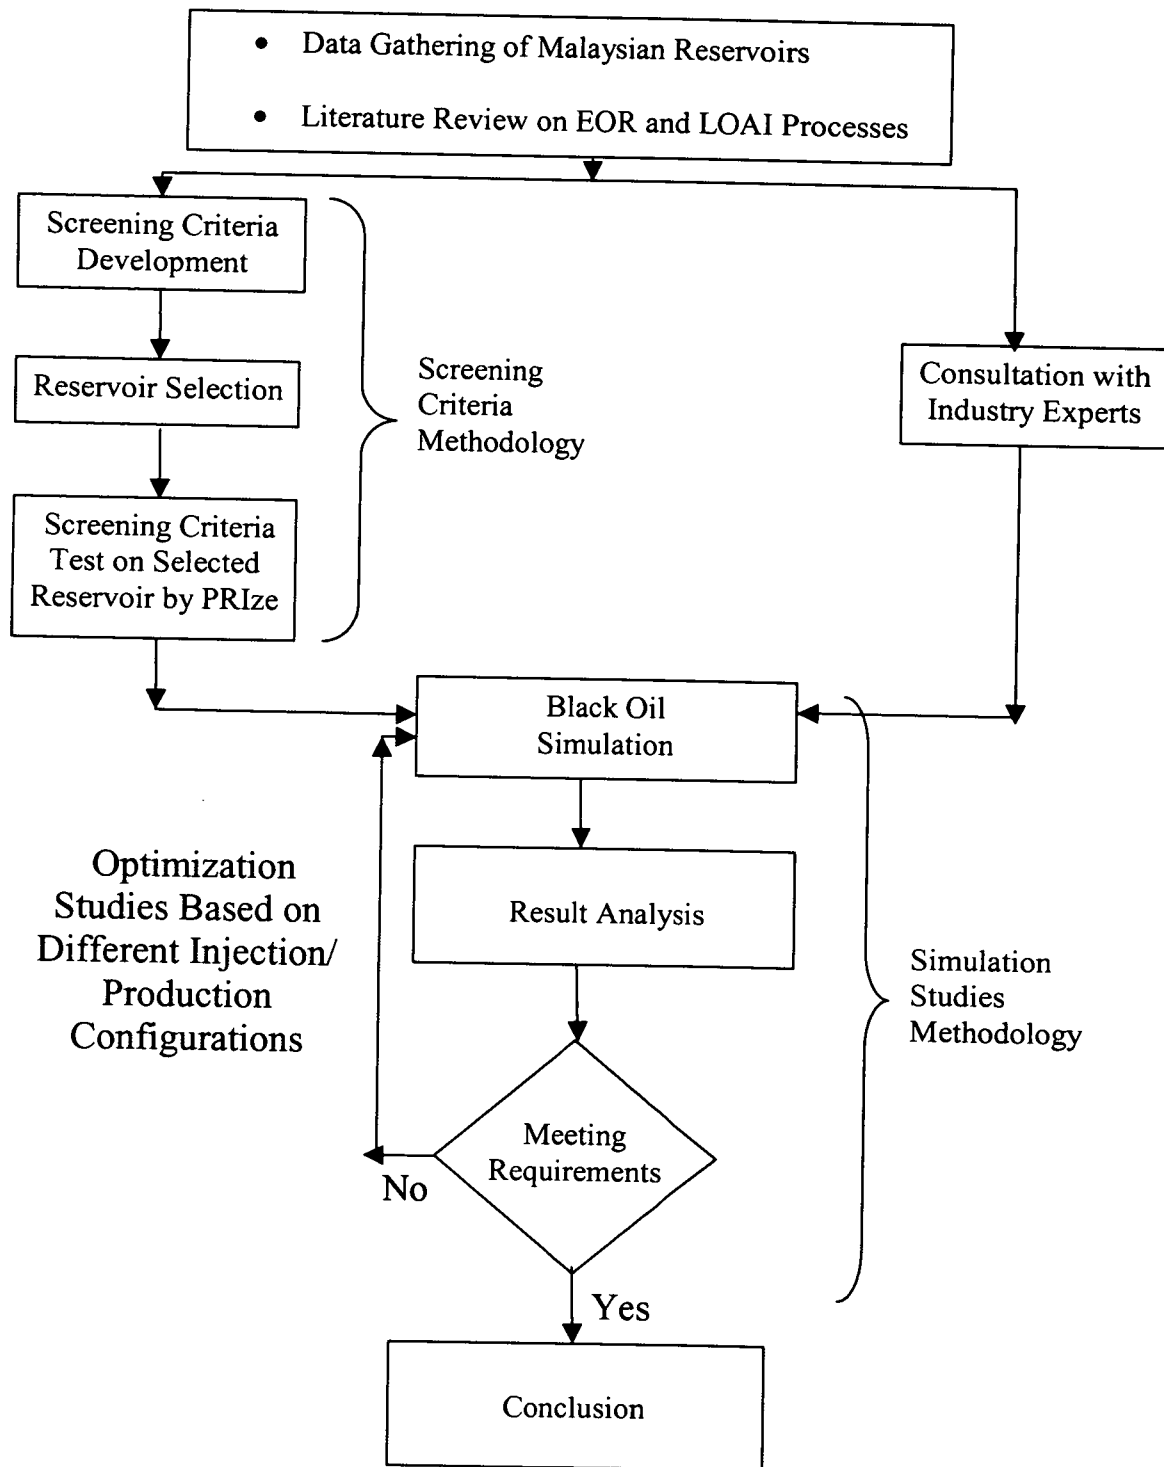 • Data Gathering of Malaysian Reservoirs
• Literature Review on EOR and LOAI Processes
Screening Criteria
Development
Reservoir Selection
Screening Criteria
Test on Selected
Reservoir by PRIze
Screening
Criteria
Methodology
Consultation with
Industry Experts
Black Oil
Simulation
Optimization
Studies Based on
Different Injection/
Production
Configurations
Result Analysis
Simulation
Studies
Methodology
Meeting
Requirements
No
Yes
Conclusion